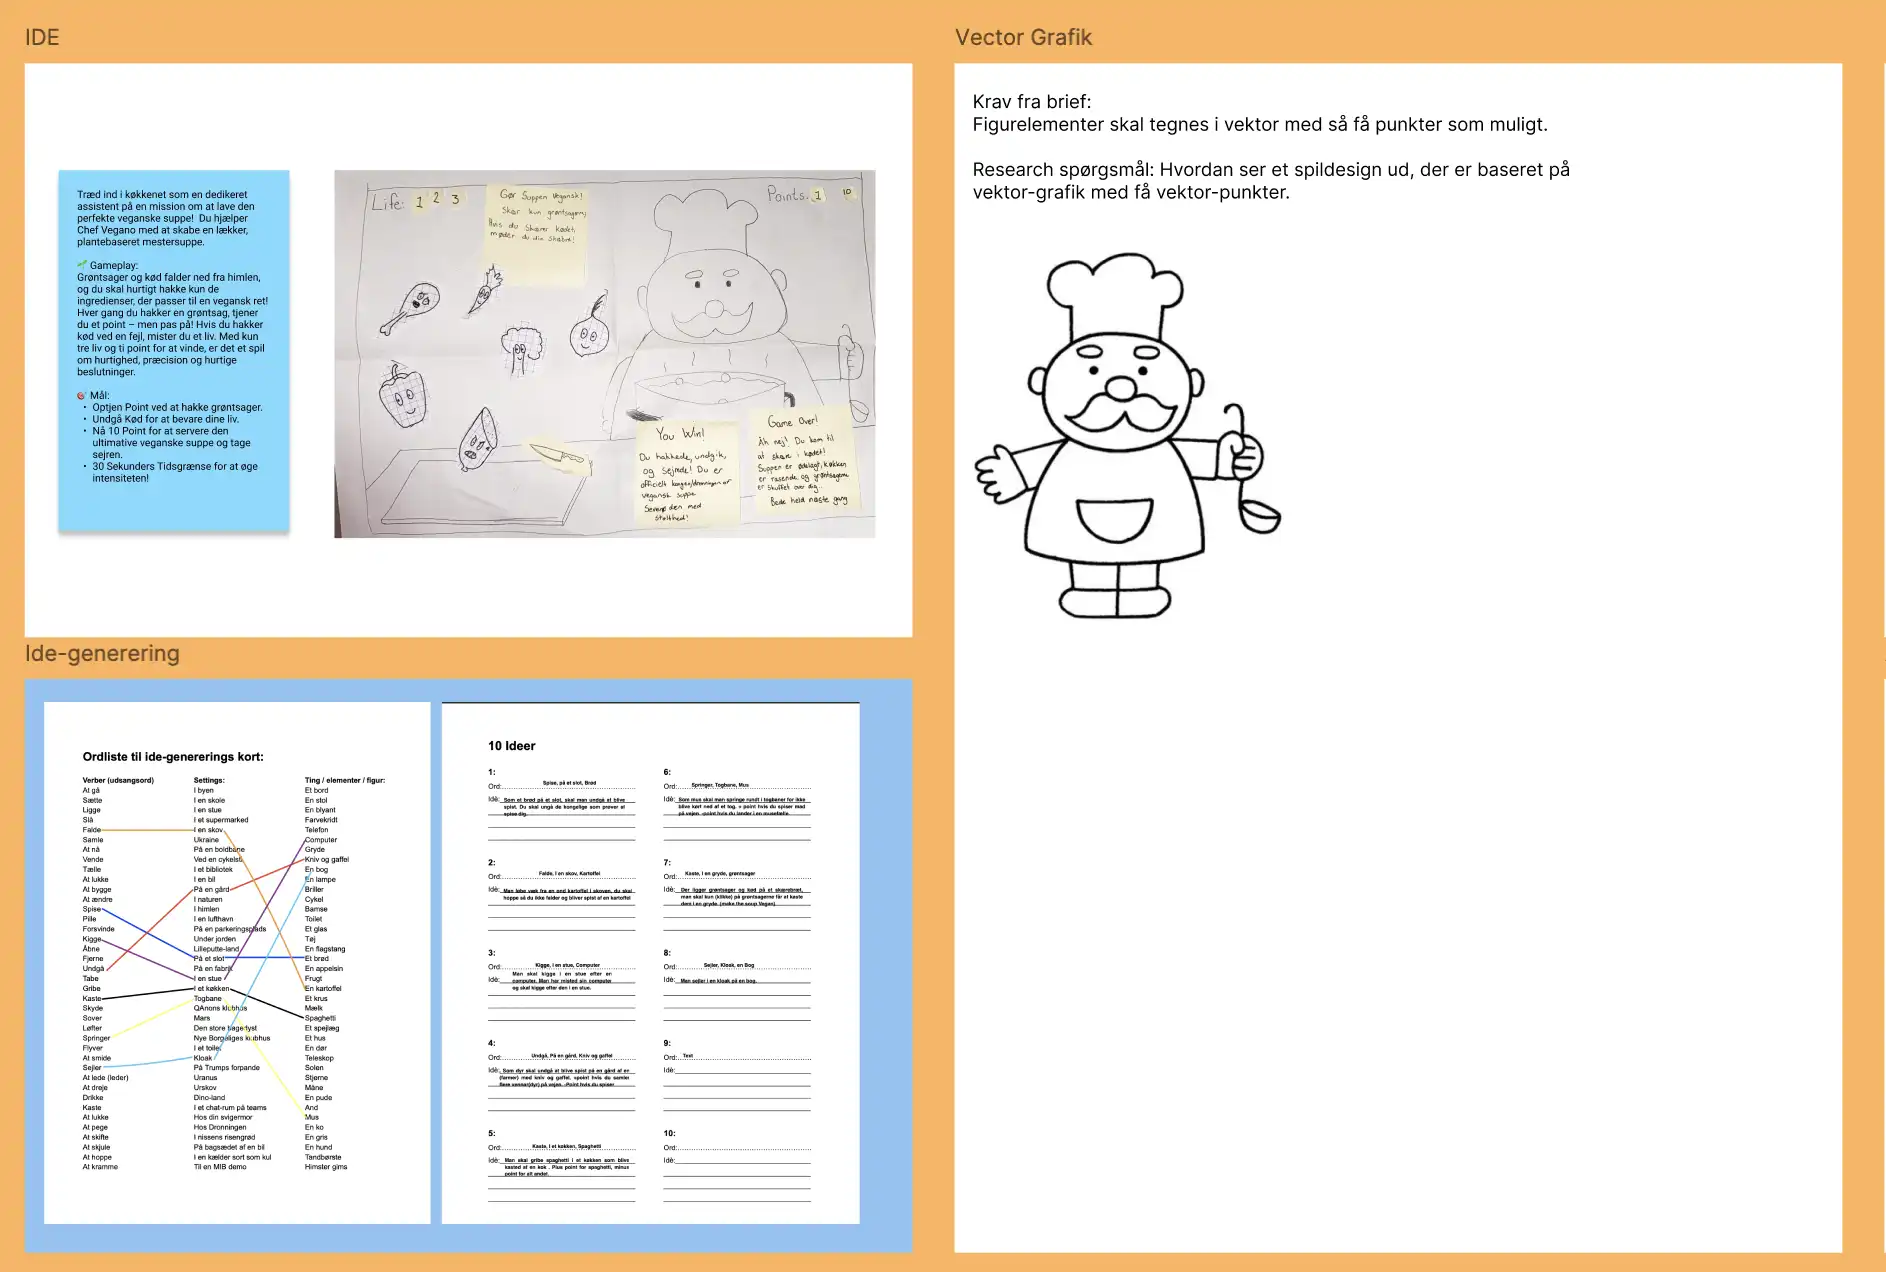 IDE
Træd ind i køkkenet som en dedikeret
assistent på en mission om at lave den
perfekte veganske suppe! Du hjælper
Chef Vegano med at skabe en lækker,
plantebaseret mestersuppe.
🌱 Gameplay:
Grøntsager og kød falder ned fra himlen,
og du skal hurtigt hakke kun de
ingredienser, der passer til en vegansk ret!
Hver gang du hakker en grøntsag, tjener
du et point – men pas på! Hvis du hakker
kød ved en fejl, mister du et liv. Med kun
tre liv og ti point for at vinde, er det et spil
om hurtighed, præcision og hurtige
beslutninger.
🎯 Mål:
• Optjen Point ved at hakke grøntsager.
• Undgå Kød for at bevare dine liv.
• Nå 10 Point for at servere den
ultimative veganske suppe og tage
sejren.
• 30 Sekunders Tidsgrænse for at øge
intensiteten!
Life: 1 2 3
Gør Suppen Vegansk!
Skær kun grøntsagerne,
Hvis du Skærer kødet,
møder du din skæbne!
Points: 1 10
You Win!
Du hakkede, undgik,
og Sejrede! Du er
officielt kongen/dronningen af
vegansk suppe
Server den med
Stolthed!
Game Over!
Åh nej! Du kom til
at skære i kødet!
Suppen er ødelagt, kokken
er rasende og grøntsagerne
er skuffet over dig..
Bede held næste gang
Vector Grafik
Krav fra brief:
Figurelementer skal tegnes i vektor med så få punkter som muligt.
Research spørgsmål: Hvordan ser et spildesign ud, der er baseret på
vektor-grafik med få vektor-punkter.
Ide-generering
Ordliste til ide-genererings kort:
Verber (udsangsord) Settings: Ting / elementer / figur:
At gå I byen Et bord
Sætte I en skole En stol
Ligge I en stue En blyant
Slå I et supermarked Farvekridt
Falde I en skov Telefon
Samle Ukraine Computer
At nå På en boldbane Gryde
Vende Ved en cykelsti Kniv og gaffel
Tælle I et bibliotek En bog
At lukke I en bil En lampe
At bygge På en gård Briller
At ændre I naturen Cykel
Spise I himlen Bamse
Pille I en lufthavn Toilet
Forsvinde På en parkeringsplads Et glas
Kigge Under jorden Tøj
Åbne Lilleputte-land En flagstang
Fjerne På et slot Et brød
Undgå På en fabrik En appelsin
Tabe I en stue Frugt
Gribe I et køkken En kartoffel
Kaste Togbane Et krus
Skyde QAnons klubhus Mælk
Sover Mars Spaghetti
Løfter Den store bagedyst Et spejlæg
Springer Nye Borgeliges klubhus Et hus
Flyver I et toilet En dør
At smide Kloak Teleskop
Sejler På Trumps forpande Solen
At lede (leder) Uranus Stjerne
At dreje Urskov Måne
Drikke Dino-land En pude
Kaste I et chat-rum på teams And
At lukke Hos din svigermor Mus
At pege Hos Dronningen En ko
At skifte I nissens risengrød En gris
At skjule På bagsædet af en bil En hund
At hoppe I en kælder sort som kul Tandbørste
At kramme Til en MIB demo Himster gims
10 Ideer
1:
Ord: Spise, på et slot, Brød
Idè: Som et brød på et slot, skal man undgå at blive
spist. Du skal ungå de kongelige som prøver at
spise dig.
2:
Ord: Falde, I en skov, Kartoffel
Idè: Man løbe væk fra en ond kartoffel i skoven, du skal
hoppe så du ikke falder og bliver spist af en kartoffel
3:
Ord: Kigge, I en stue, Computer
Idè: Man skal kigge i en stue efter en
computer. Man har misted sin computer
og skal kigge efter den i en stue.
4:
Ord: Undgå, På en gård, Kniv og gaffel
Idè: Som dyr skal undgå at blive spist på en gård af er
(farmer) med kniv og gaffel. +point hvis du samler
flere venner(dyr) på vejen. -Point hvis du spiser
5:
Ord: Kaste, I et køkken, Spaghetti
Idè: Man skal gribe spaghetti i et køkken som blive
kasted af en kok . Plus point for spaghetti, minus
point for alt andet.
6:
Ord: Springer, Togbane, Mus
Idè: Som mus skal man springe rundt i togbaner for ikke
blive kørt ned af et tog. + point hvis du spiser mad
på vejen. -point hvis du lander i en musefælle.
7:
Ord: Kaste, I en gryde, grøntsager
Idè: Der ligger grøntsager og kød på et skærebræt,
man skal kun (klikke) på grøntsagerne får at kaste
dem i en gryde. (make the soup Vegan)
8:
Ord: Sejler, Kloak, en Bog
Idè: Man sejler i en kloak på en bog.
9:
Ord: Text
Idè:
10:
Ord:
Idè: